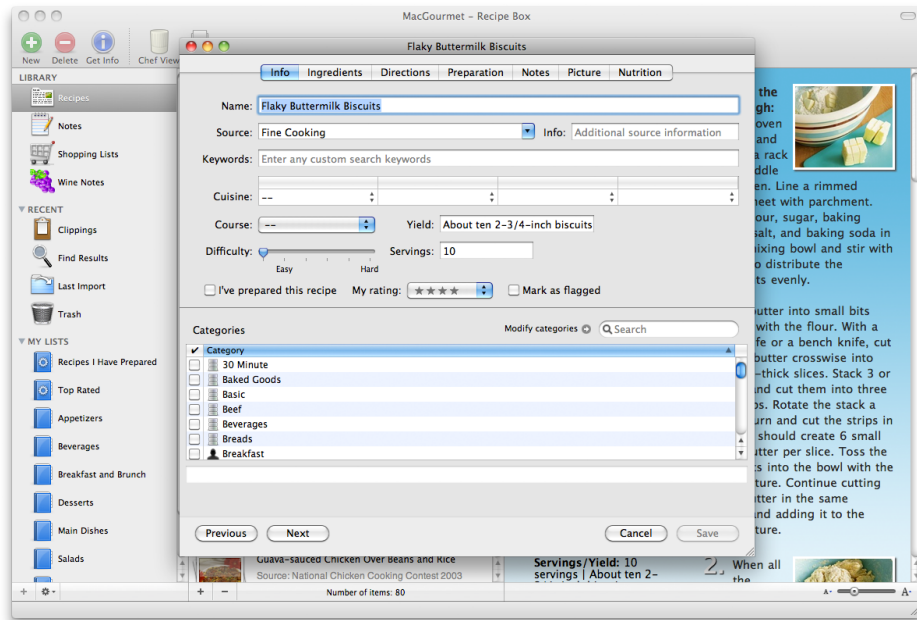 MacGourmet – Recipe Box
New Delete Get Info Chef View
Flaky Buttermilk Biscuits
Info Ingredients Directions Preparation Notes Picture Nutrition
Name: Flaky Buttermilk Biscuits
Source: Fine Cooking Info: Additional source information
Keywords: Enter any custom search keywords
Cuisine: --
Course: -- Yield: About ten 2-3/4-inch biscuits
Difficulty: Servings: 10
Easy Hard
I've prepared this recipe My rating: ★★★★ Mark as flagged
Categories Modify categories Search
✔ Category
30 Minute
Baked Goods
Basic
Beef
Beverages
Breads
Breakfast
Previous Next Cancel Save
LIBRARY
Recipes
Notes
Shopping Lists
Wine Notes
RECENT
Clippings
Find Results
Last Import
Trash
MY LISTS
Recipes I Have Prepared
Top Rated
Appetizers
Beverages
Breakfast and Brunch
Desserts
Main Dishes
Salads
Guava-sauced Chicken Over Beans and Rice
Source: National Chicken Cooking Contest 2003
+ − Number of items: 80
the
gh:
oven
and
a rack
ddle
en. Line a rimmed
heet with parchment.
our, sugar, baking
salt, and baking soda in
ixing bowl and stir with
o distribute the
ts evenly.
utter into small bits
with the flour. With a
fe or a bench knife, cut
butter crosswise into
-thick slices. Stack 3 or
and cut them into three
ps. Rotate the stack a
urn and cut the strips in
should create 6 small
utter per slice. Toss the
ts into the bowl with the
ture. Continue cutting
utter in the same
and adding it to the
ture.
Servings/Yield: 10
servings | About ten 2-
2. When all
the
A- A+